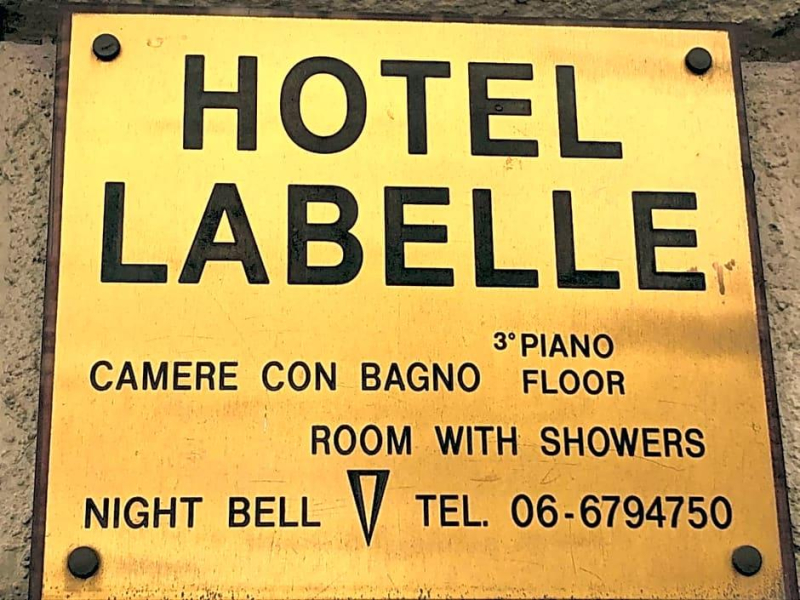 HOTEL
LABELLE
3° PIANO
CAMERE CON BAGNO FLOOR
ROOM WITH SHOWERS
NIGHT BELL TEL. 06-6794750